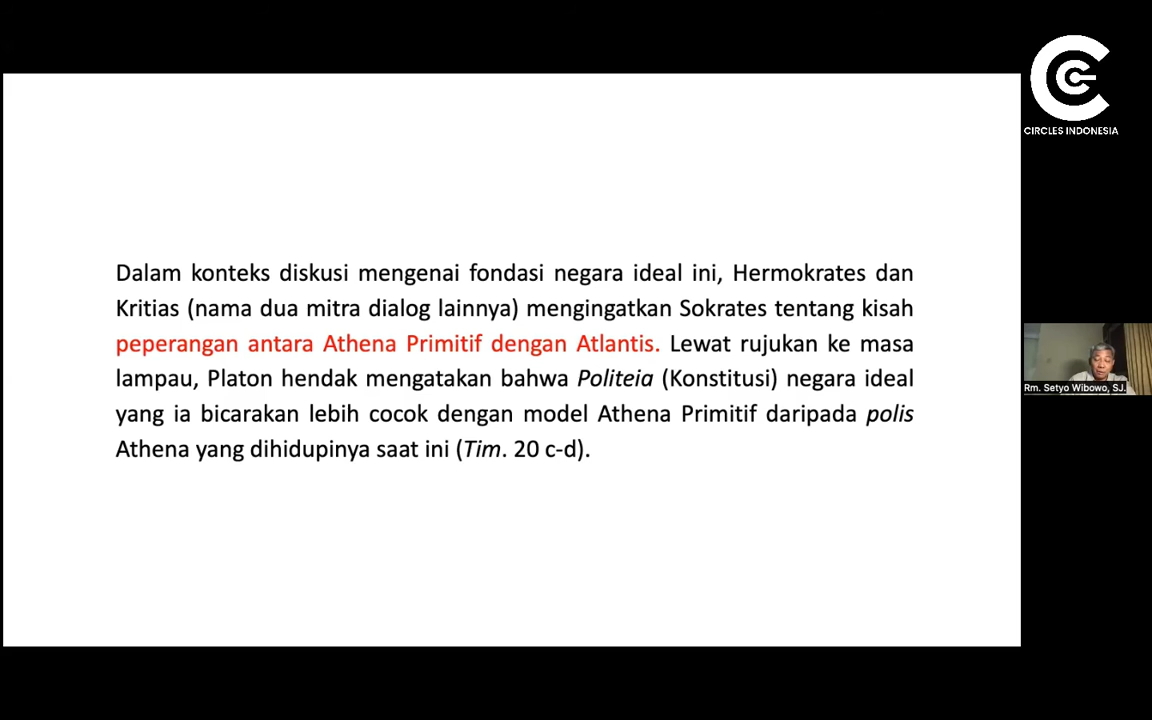 CIRCLES INDONESIA
Dalam konteks diskusi mengenai fondasi negara ideal ini, Hermokrates dan
Kritias (nama dua mitra dialog lainnya) mengingatkan Sokrates tentang kisah
peperangan antara Athena Primitif dengan Atlantis. Lewat rujukan ke masa
lampau, Platon hendak mengatakan bahwa Politeia (Konstitusi) negara ideal
yang ia bicarakan lebih cocok dengan model Athena Primitif daripada polis
Athena yang dihidupinya saat ini (Tim. 20 c-d).
Rm. Setyo Wibowo, SJ.